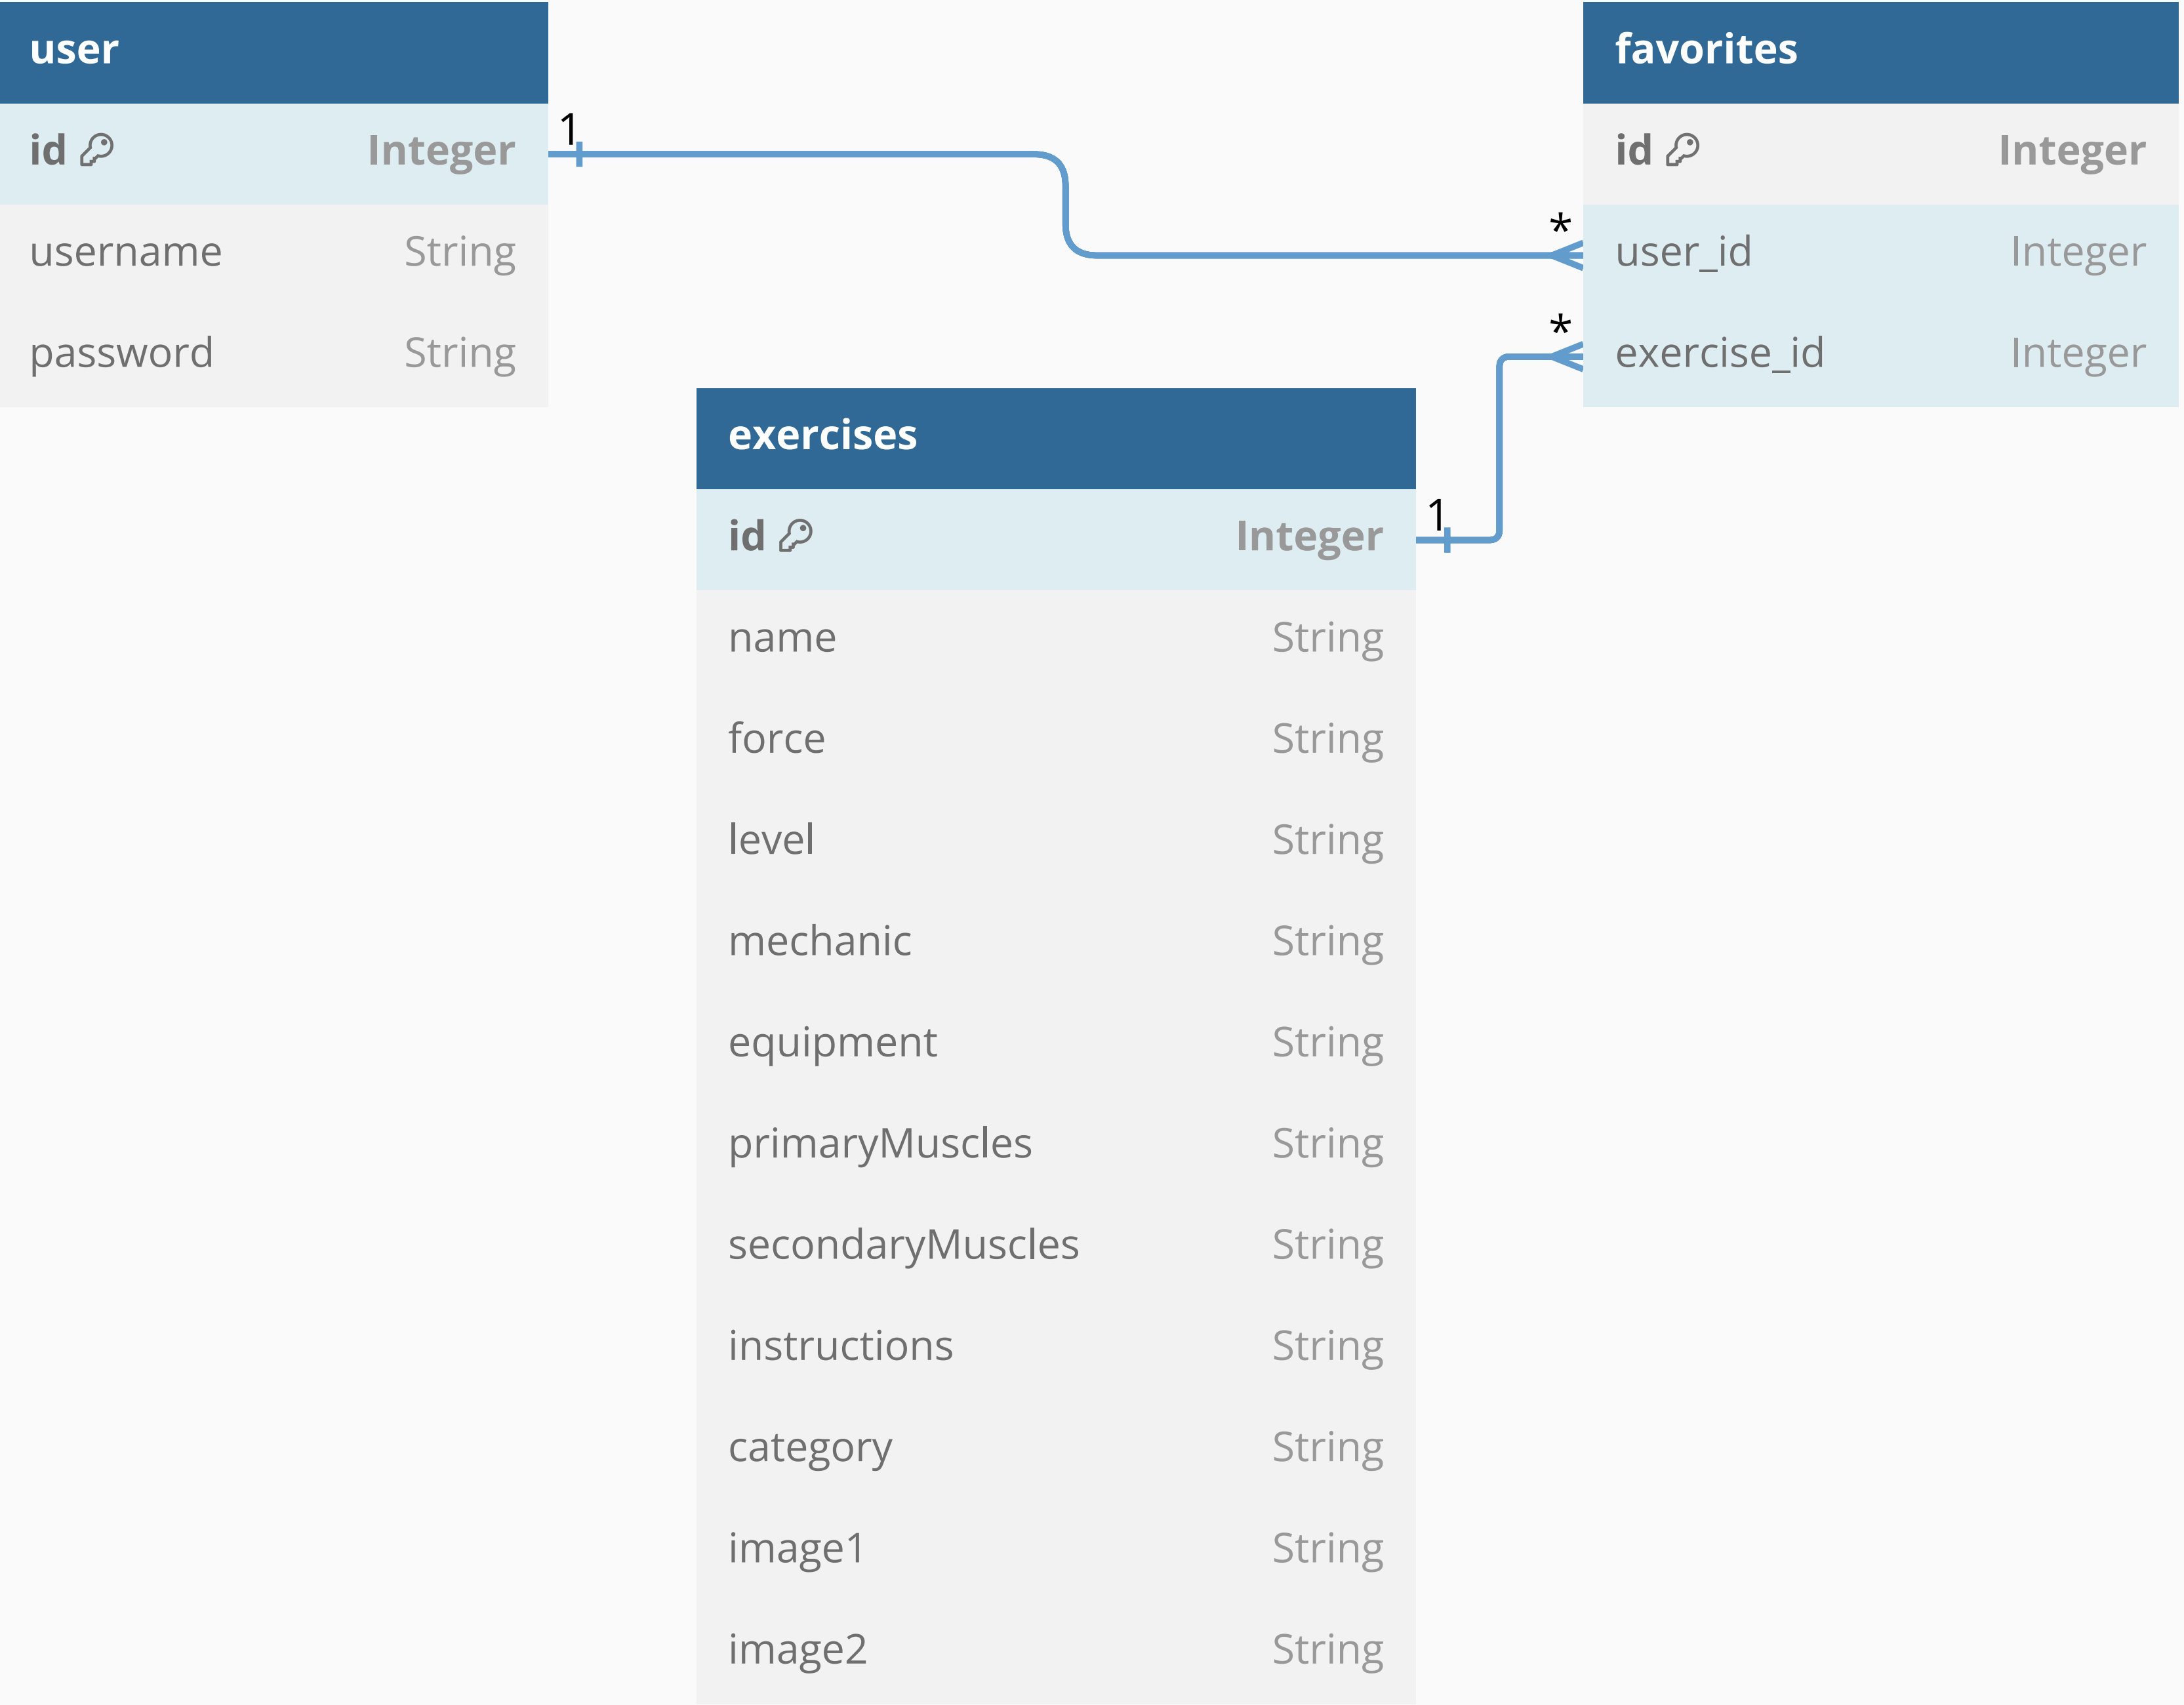 user
id Integer
username String
password String
1
*
*
favorites
id Integer
user_id Integer
exercise_id Integer
exercises
id Integer
1
name String
force String
level String
mechanic String
equipment String
primaryMuscles String
secondaryMuscles String
instructions String
category String
image1 String
image2 String